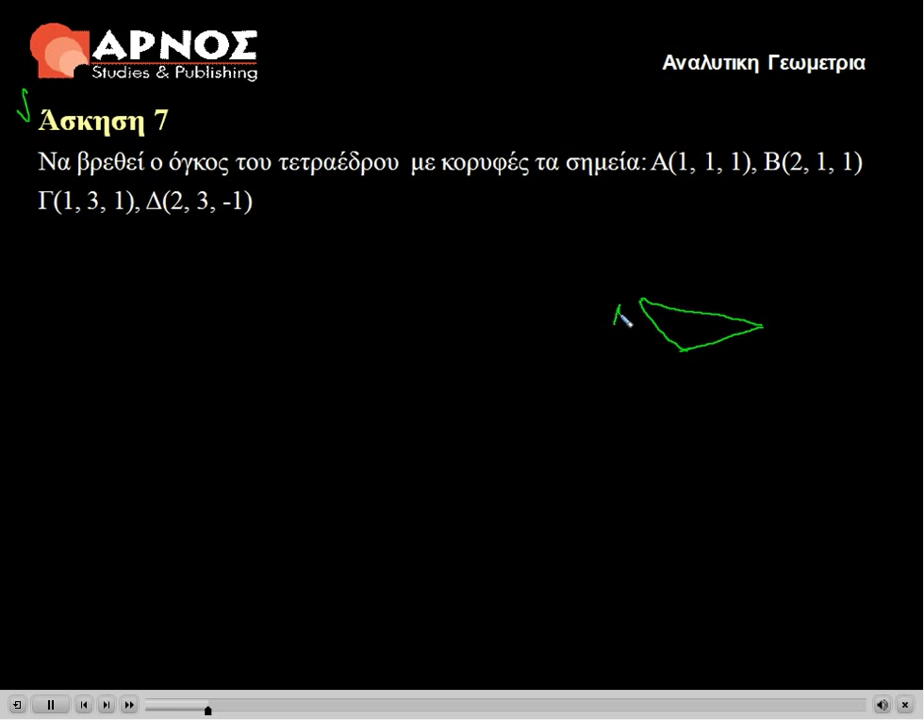 ΑΡΝΟΣ
Studies & Publishing
Αναλυτικη Γεωμετρια
Άσκηση 7
Να βρεθεί ο όγκος του τετραέδρου με κορυφές τα σημεία: Α(1, 1, 1), Β(2, 1, 1)
Γ(1, 3, 1), Δ(2, 3, -1)